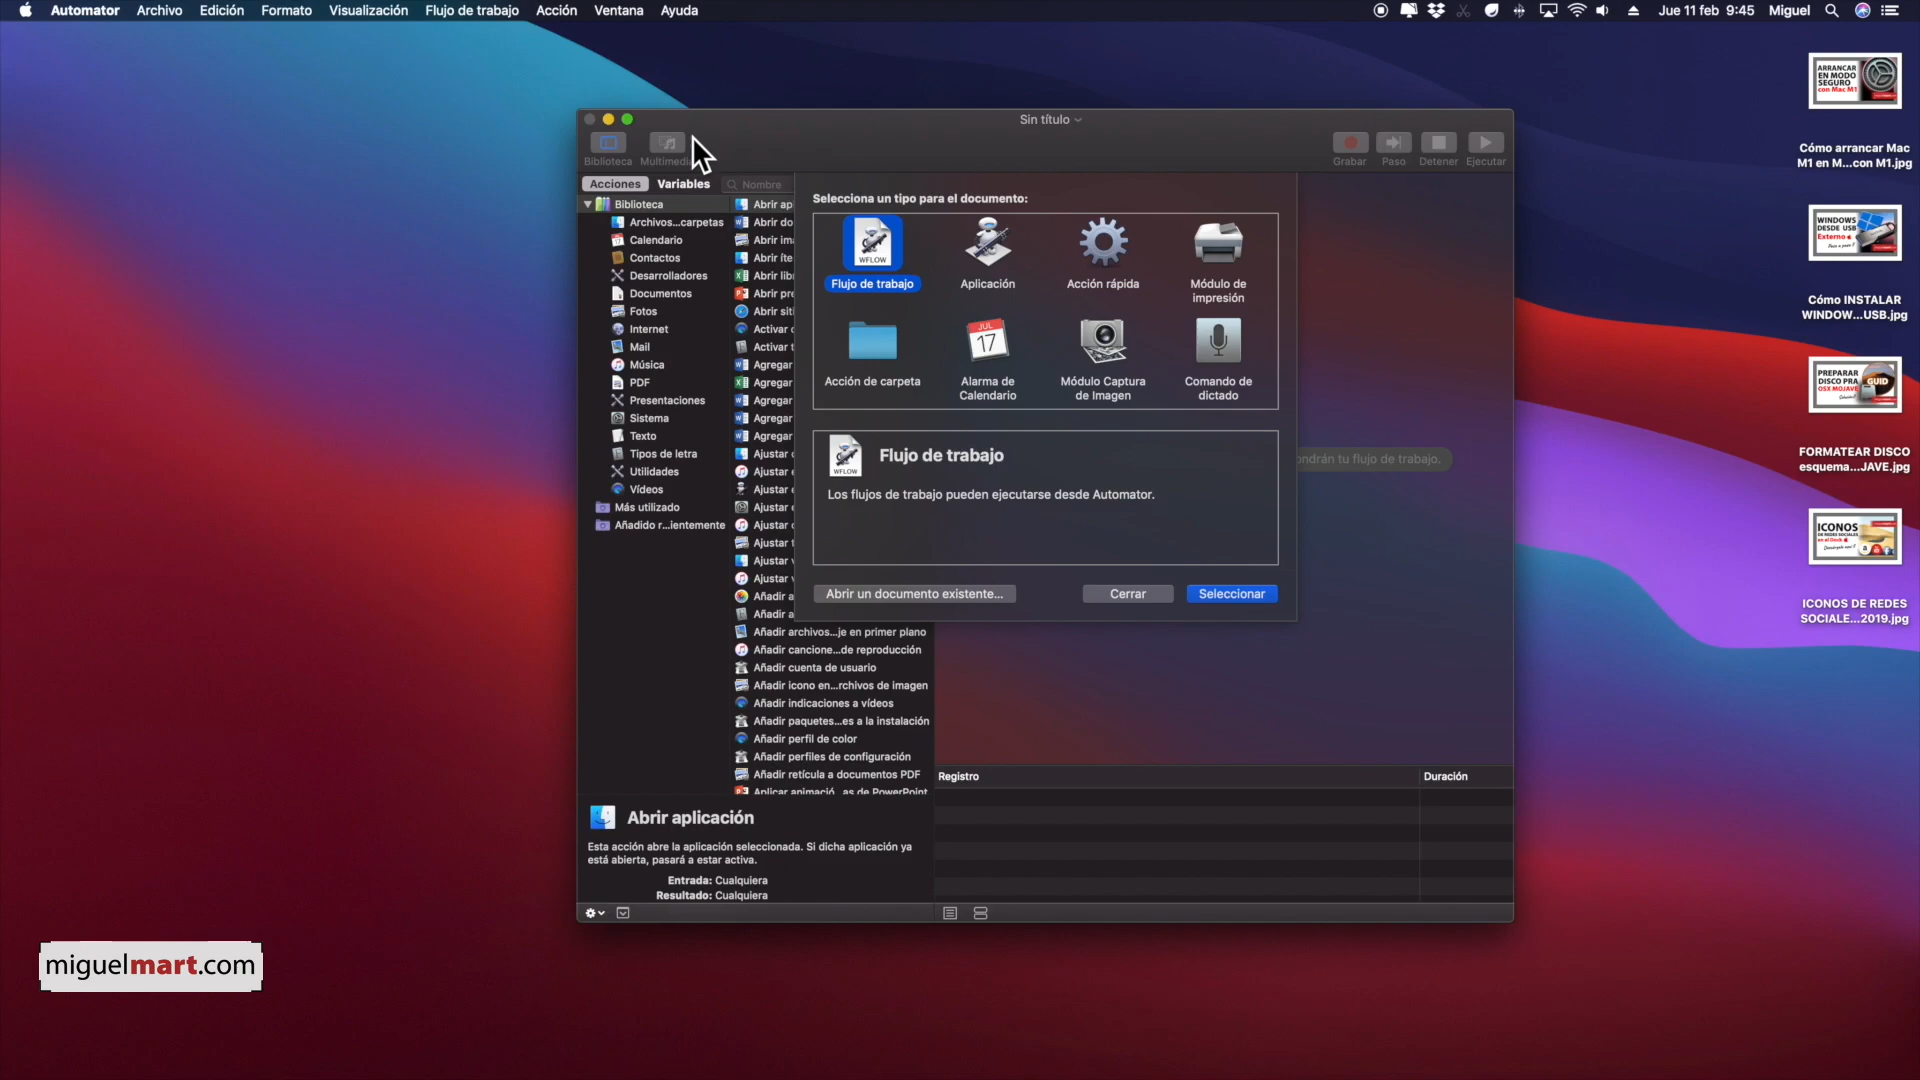 Automator Archivo Edición Formato Visualización Flujo de trabajo Acción Ventana Ayuda
Jue 11 feb 9:45 Miguel
Sin título
Biblioteca Multimedi
Grabar Paso Detener Ejecutar
Acciones Variables Nombre
Biblioteca
Archivos...carpetas
Calendario
Contactos
Desarrolladores
Documentos
Fotos
Internet
Mail
Música
PDF
Presentaciones
Sistema
Texto
Tipos de letra
Utilidades
Vídeos
Más utilizado
Añadido r...ientemente
Abrir ap
Abrir do
Abrir ima
Abrir íte
Abrir lib
Abrir pre
Abrir siti
Activar c
Activar t
Agregar
Agregar
Agregar
Agregar
Agregar
Ajustar c
Ajustar e
Ajustar e
Ajustar e
Ajustar o
Ajustar t
Ajustar v
Ajustar v
Añadir a
Añadir a
Añadir archivos...je en primer plano
Añadir cancione...de reproducción
Añadir cuenta de usuario
Añadir icono en...rchivos de imagen
Añadir indicaciones a vídeos
Añadir paquetes...es a la instalación
Añadir perfil de color
Añadir perfiles de configuración
Añadir retícula a documentos PDF
Aplicar animació...as de PowerPoint
Selecciona un tipo para el documento:
WFLOW
Flujo de trabajo
Aplicación
Acción rápida
Módulo de
impresión
Acción de carpeta
JUL
17
Alarma de
Calendario
Módulo Captura
de Imagen
Comando de
dictado
WFLOW
Flujo de trabajo
Los flujos de trabajo pueden ejecutarse desde Automator.
Abrir un documento existente... Cerrar Seleccionar
ondrán tu flujo de trabajo.
Registro Duración
Abrir aplicación
Esta acción abre la aplicación seleccionada. Si dicha aplicación ya
está abierta, pasará a estar activa.
Entrada: Cualquiera
Resultado: Cualquiera
ARRANCAR
EN MODO
SEGURO
con Mac M1
Cómo arrancar Mac
M1 en M...con M1.jpg
WINDOWS
DESDE USB
Externo
Cómo INSTALAR
WINDOW...USB.jpg
PREPARAR
DISCO PRA
OSX MOJAVE
GUID
FORMATEAR DISCO
esquema...JAVE.jpg
ICONOS
DE REDES SOCIALES
en el Dock
ICONOS DE REDES
SOCIALE...2019.jpg
miguelmart.com